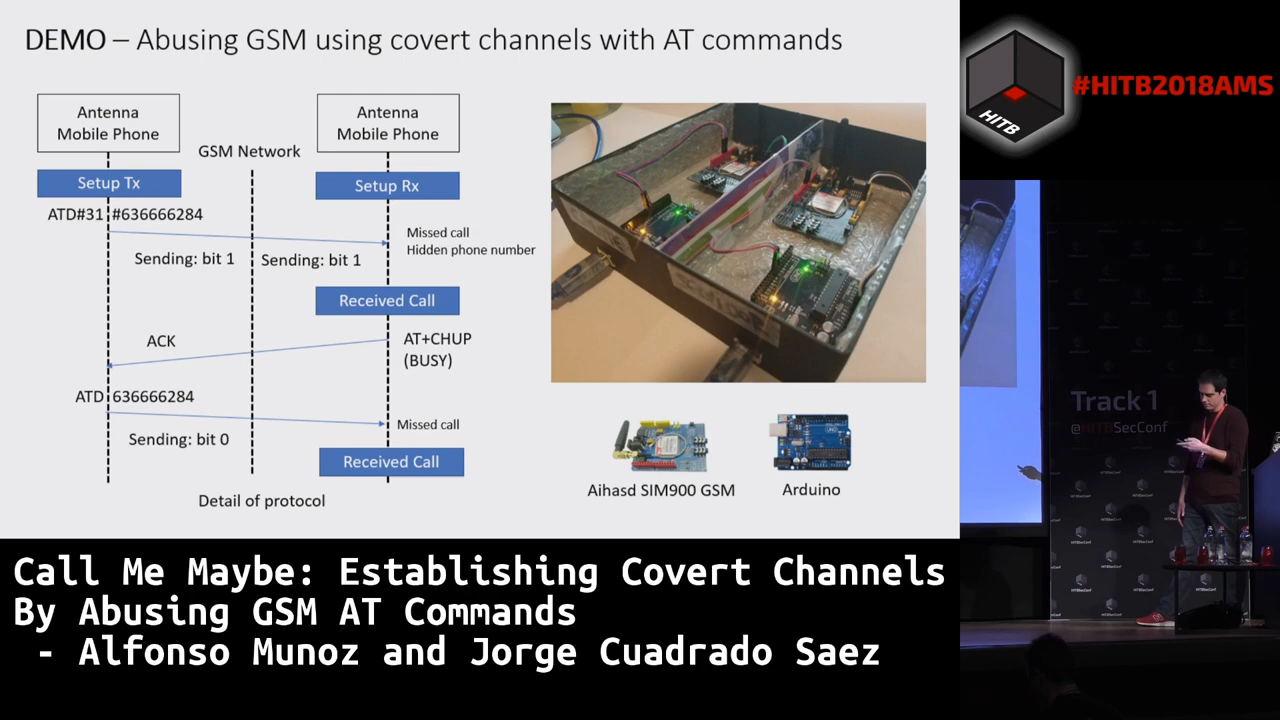 DEMO – Abusing GSM using covert channels with AT commands
Antenna
Mobile Phone
Antenna
Mobile Phone
GSM Network
Setup Tx
Setup Rx
ATD#31 #636666284
Missed call
Hidden phone number
Sending: bit 1
Sending: bit 1
Received Call
ACK
AT+CHUP
(BUSY)
ATD 636666284
Missed call
Sending: bit 0
Received Call
Detail of protocol
Aihasd SIM900 GSM
Arduino
HITB
#HITB2018AMS
Track 1
@HITBSecConf
Call Me Maybe: Establishing Covert Channels
By Abusing GSM AT Commands
- Alfonso Munoz and Jorge Cuadrado Saez